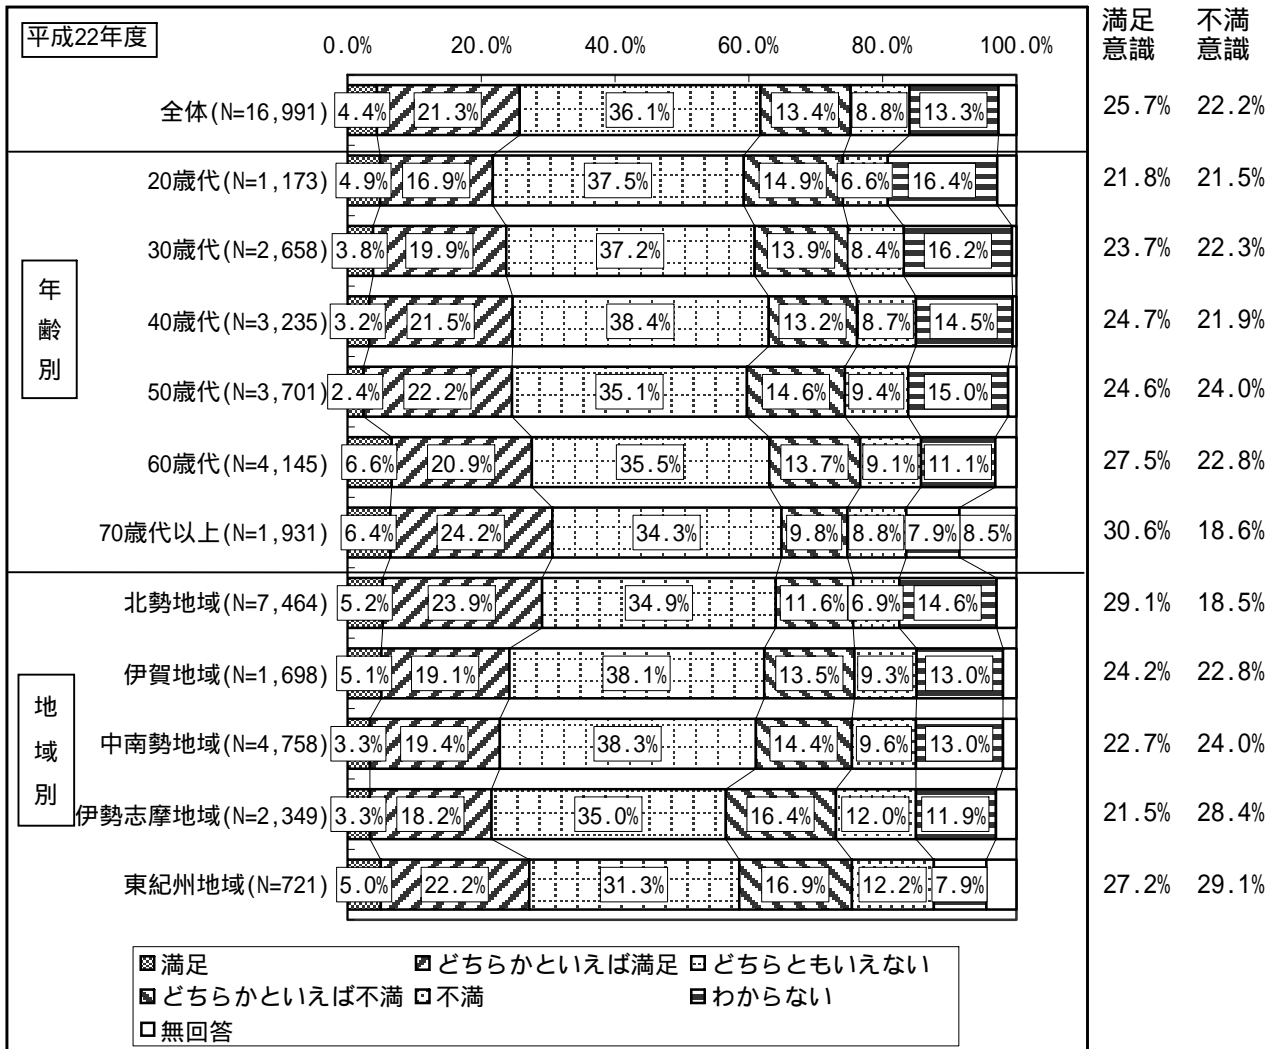 平成22年度
0.0% 20.0% 40.0% 60.0% 80.0% 100.0%
満足意識 不満意識
全体(N=16,991) 4.4% 21.3% 36.1% 13.4% 8.8% 13.3% 25.7% 22.2%
年齢別
20歳代(N=1,173) 4.9% 16.9% 37.5% 14.9% 6.6% 16.4% 21.8% 21.5%
30歳代(N=2,658) 3.8% 19.9% 37.2% 13.9% 8.4% 16.2% 23.7% 22.3%
40歳代(N=3,235) 3.2% 21.5% 38.4% 13.2% 8.7% 14.5% 24.7% 21.9%
50歳代(N=3,701) 2.4% 22.2% 35.1% 14.6% 9.4% 15.0% 24.6% 24.0%
60歳代(N=4,145) 6.6% 20.9% 35.5% 13.7% 9.1% 11.1% 27.5% 22.8%
70歳代以上(N=1,931) 6.4% 24.2% 34.3% 9.8% 8.8% 7.9% 8.5% 30.6% 18.6%
地域別
北勢地域(N=7,464) 5.2% 23.9% 34.9% 11.6% 6.9% 14.6% 29.1% 18.5%
伊賀地域(N=1,698) 5.1% 19.1% 38.1% 13.5% 9.3% 13.0% 24.2% 22.8%
中南勢地域(N=4,758) 3.3% 19.4% 38.3% 14.4% 9.6% 13.0% 22.7% 24.0%
伊勢志摩地域(N=2,349) 3.3% 18.2% 35.0% 16.4% 12.0% 11.9% 21.5% 28.4%
東紀州地域(N=721) 5.0% 22.2% 31.3% 16.9% 12.2% 7.9% 27.2% 29.1%
満足 どちらかといえば満足 どちらともいえない
どちらかといえば不満 不満 わからない
無回答